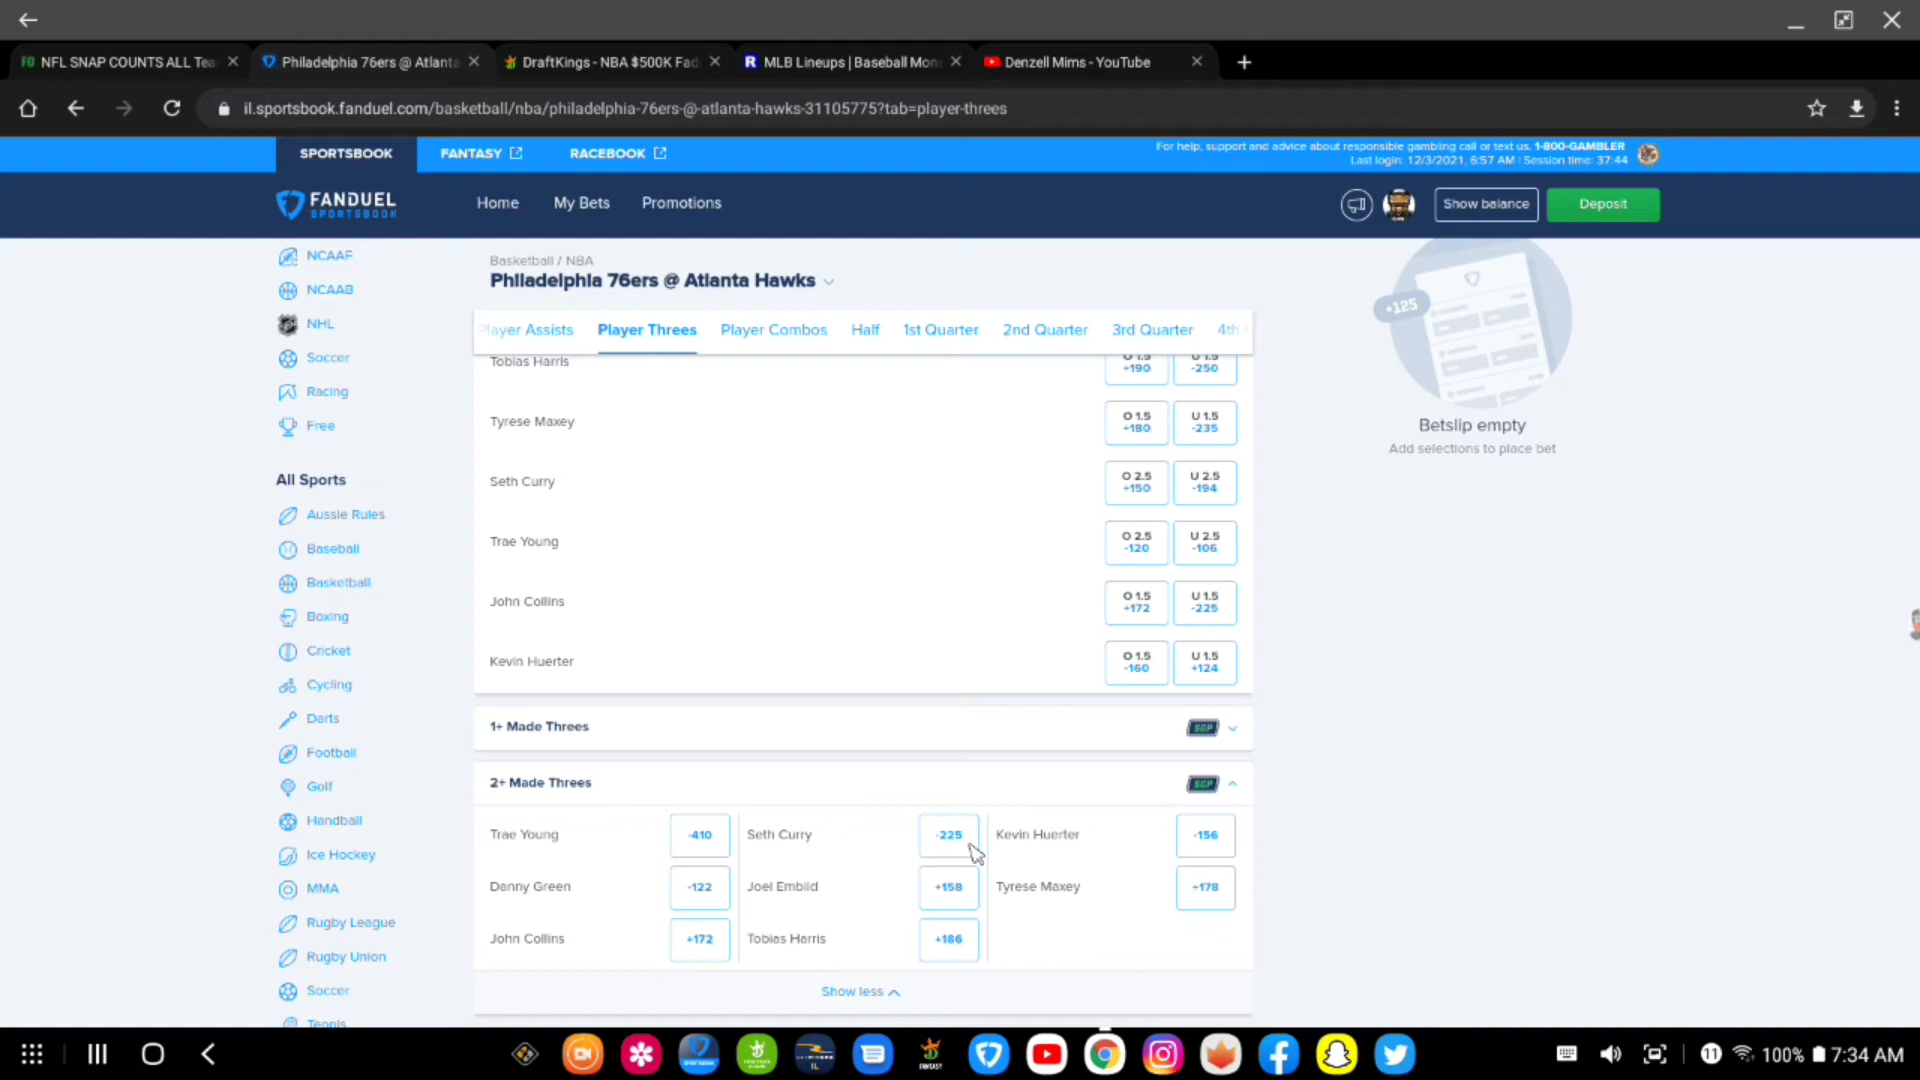 NFL SNAP COUNTS ALL Tea
Philadelphia 76ers @ Atlanta
DraftKings - NBA $500K Fad
MLB Lineups | Baseball Mon
Denzell Mims - YouTube
il.sportsbook.fanduel.com/basketball/nba/philadelphia-76ers-@-atlanta-hawks-31105775?tab=player-threes
SPORTSBOOK
FANTASY
RACEBOOK
For help, support and advice about responsible gambling call or text us. 1-800-GAMBLER
Last login: 12/3/2021, 6:57 AM | Session time: 37:44
FANDUEL
SPORTSBOOK
Home
My Bets
Promotions
Show balance
Deposit
NCAAF
NCAAB
NHL
Soccer
Racing
Free
All Sports
Aussie Rules
Baseball
Basketball
Boxing
Cricket
Cycling
Darts
Football
Golf
Handball
Ice Hockey
MMA
Rugby League
Rugby Union
Soccer
Tennis
Basketball / NBA
Philadelphia 76ers @ Atlanta Hawks
Player Assists
Player Threes
Player Combos
Half
1st Quarter
2nd Quarter
3rd Quarter
4th
Tobias Harris
O 1.5
+190
U 1.5
-250
Tyrese Maxey
O 1.5
+180
U 1.5
-235
Seth Curry
O 2.5
+150
U 2.5
-194
Trae Young
O 2.5
-120
U 2.5
-106
John Collins
O 1.5
+172
U 1.5
-225
Kevin Huerter
O 1.5
-160
U 1.5
+124
1+ Made Threes
SGP
2+ Made Threes
SGP
Trae Young
-410
Seth Curry
-225
Kevin Huerter
-156
Danny Green
-122
Joel Embiid
+158
Tyrese Maxey
+178
John Collins
+172
Tobias Harris
+186
Show less
+125
Betslip empty
Add selections to place bet
11
100%
7:34 AM